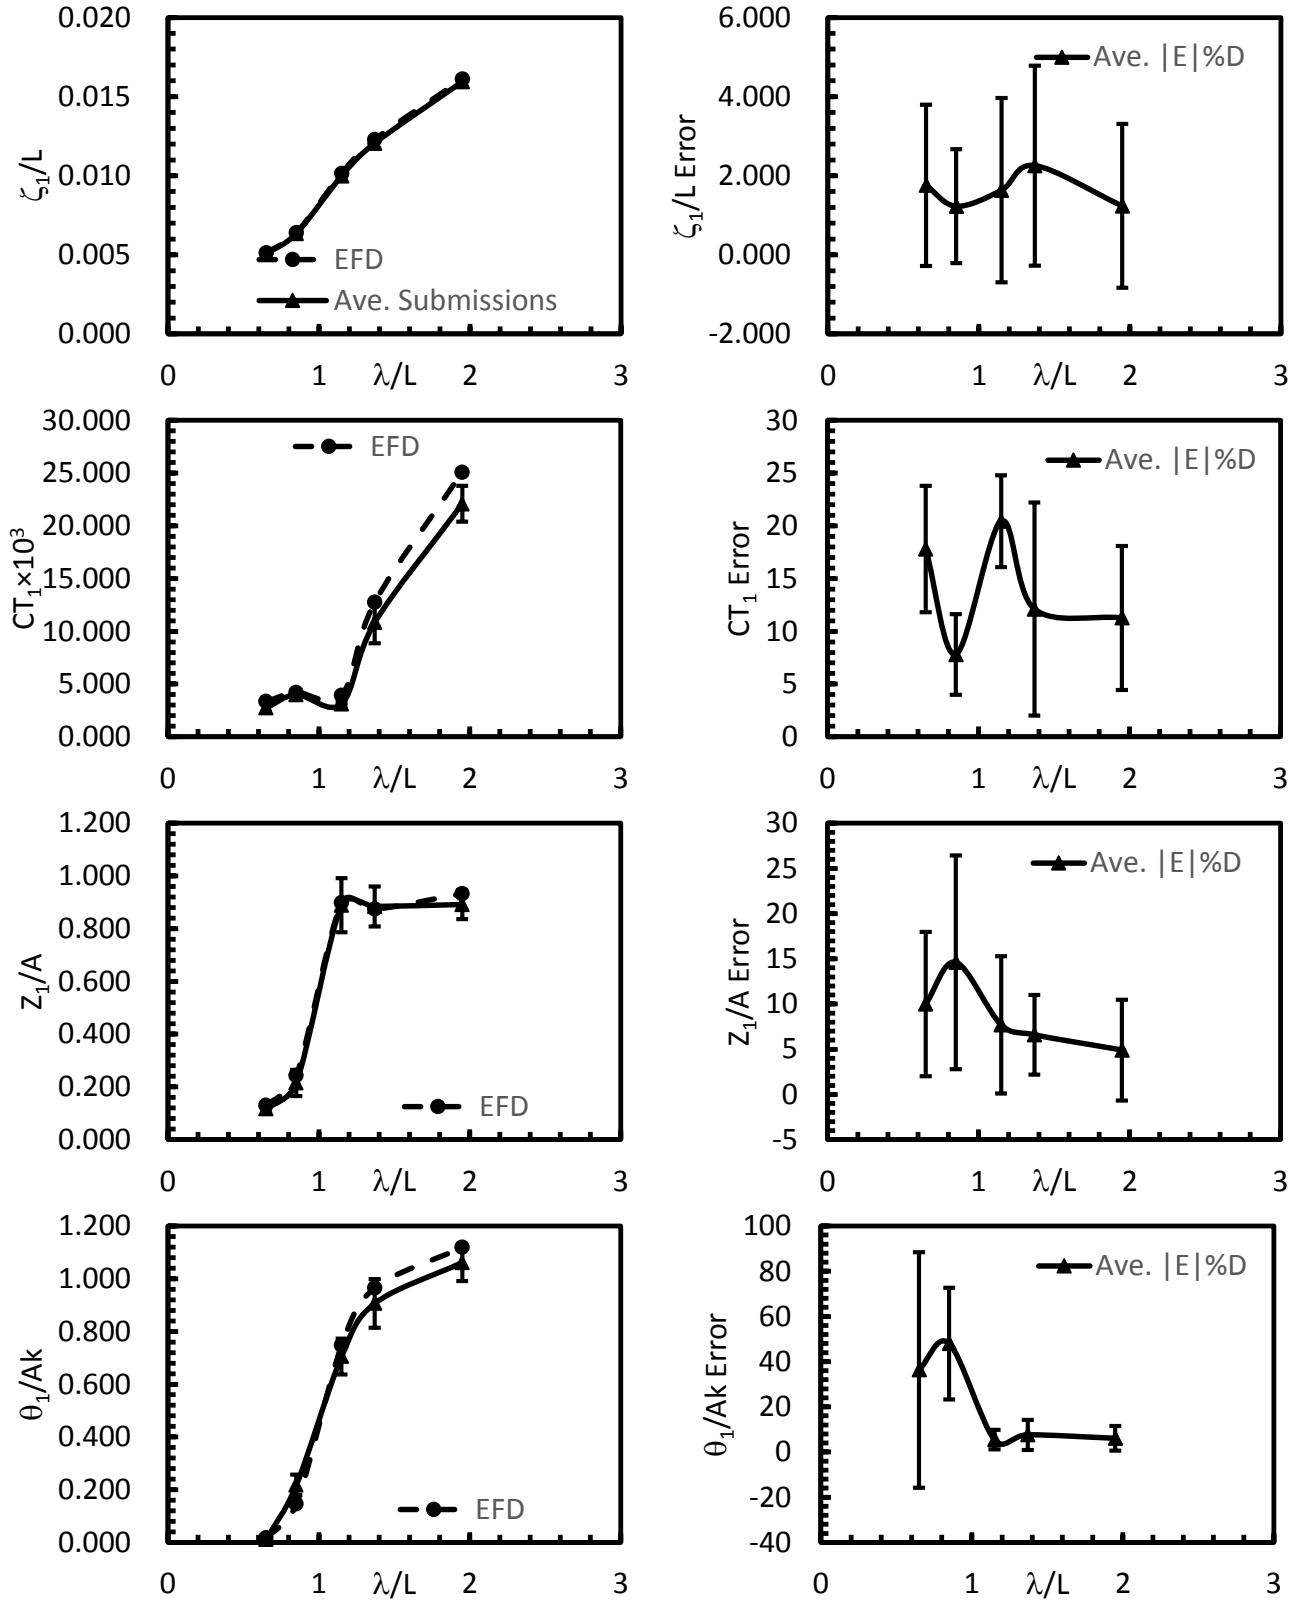 0.020
0.015
0.010
0.005
0.000
ζ1/L
EFD
Ave. Submissions
0 1 λ/L 2 3
6.000
4.000
2.000
0.000
-2.000
ζ1/L Error
Ave. |E|%D
0 1 λ/L 2 3
30.000
25.000
20.000
15.000
10.000
5.000
0.000
CT1×10³
EFD
0 1 λ/L 2 3
30
25
20
15
10
5
0
CT1 Error
Ave. |E|%D
0 1 λ/L 2 3
1.200
1.000
0.800
0.600
0.400
0.200
0.000
Z1/A
EFD
0 1 λ/L 2 3
30
25
20
15
10
5
0
-5
Z1/A Error
Ave. |E|%D
0 1 λ/L 2 3
1.200
1.000
0.800
0.600
0.400
0.200
0.000
θ1/Ak
EFD
0 1 λ/L 2 3
100
80
60
40
20
0
-20
-40
θ1/Ak Error
Ave. |E|%D
0 1 λ/L 2 3